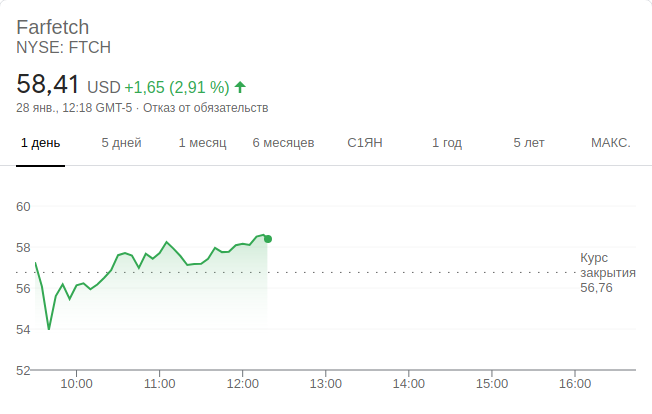 Farfetch
NYSE: FTCH
58,41 USD +1,65 (2,91 %)
28 янв., 12:18 GMT-5 · Отказ от обязательств
1 день 5 дней 1 месяц 6 месяцев С1ЯН 1 год 5 лет МАКС.
60
58
Курс
закрытия
56,76
56
54
52
10:00 11:00 12:00 13:00 14:00 15:00 16:00